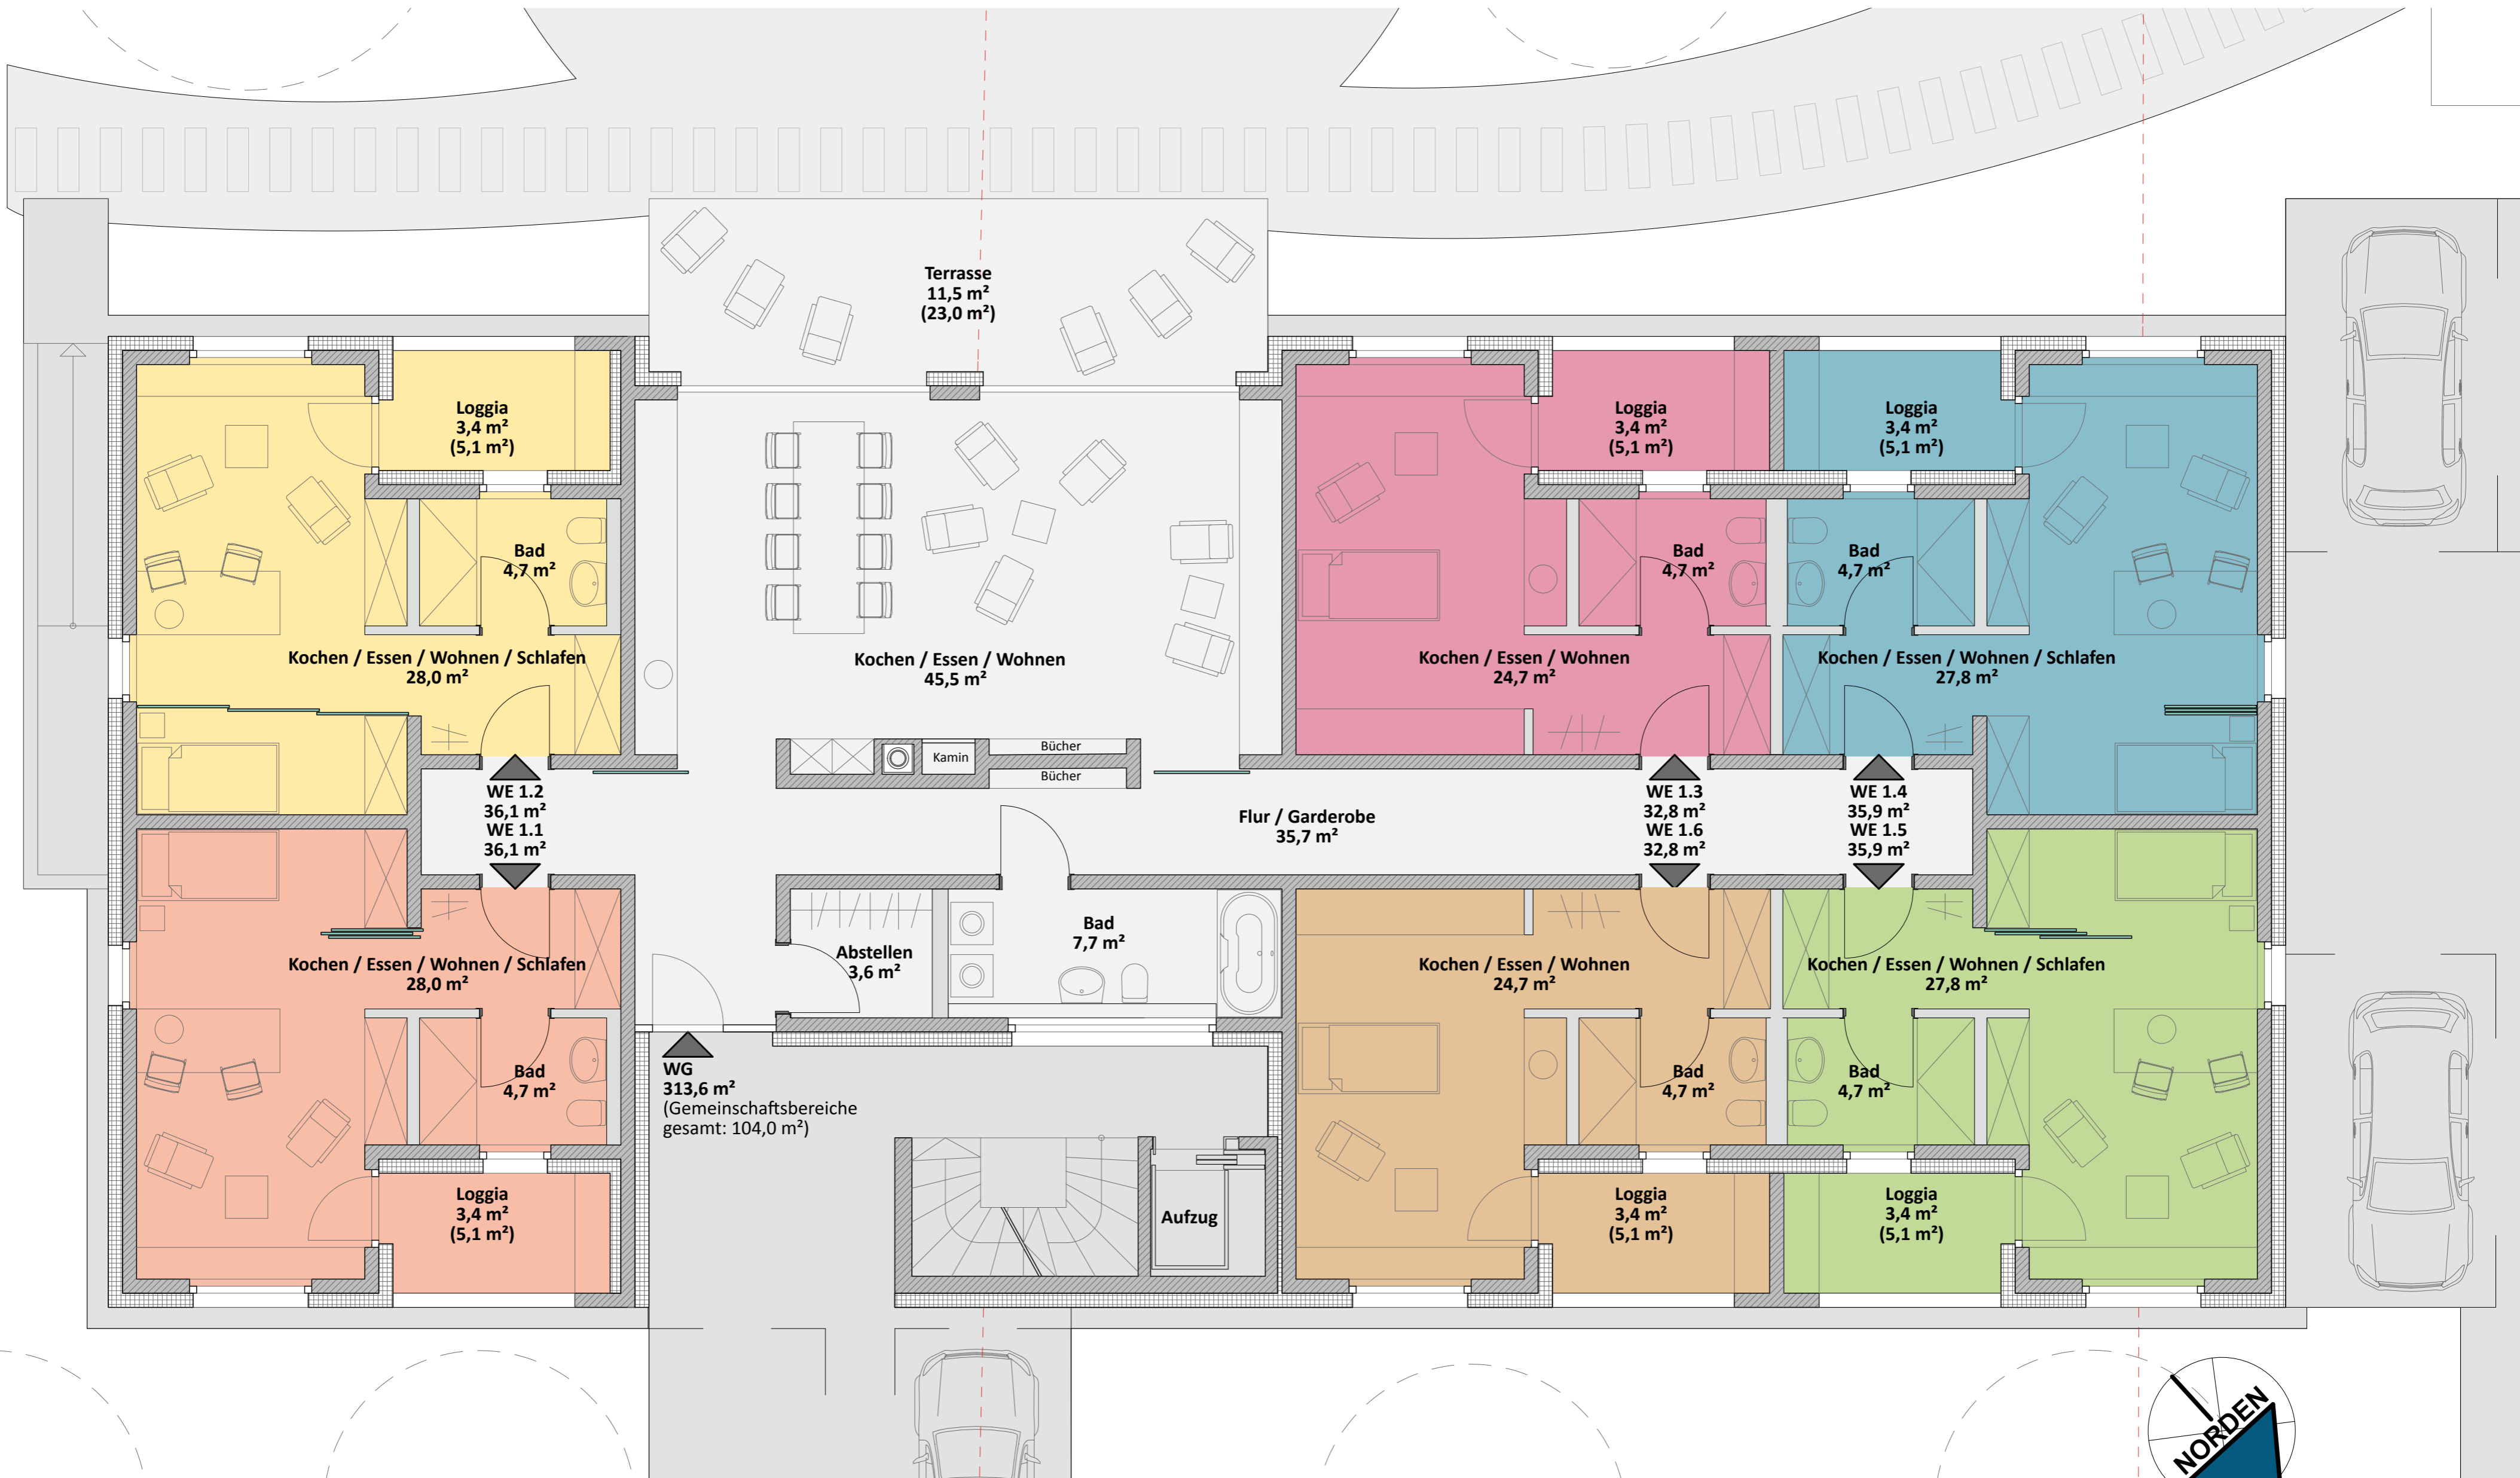 Terrasse
11,5 m²
(23,0 m²)
Loggia
3,4 m²
(5,1 m²)
Loggia
3,4 m²
(5,1 m²)
Loggia
3,4 m²
(5,1 m²)
Bad
4,7 m²
Bad
4,7 m²
Bad
4,7 m²
Kochen / Essen / Wohnen / Schlafen
28,0 m²
Kochen / Essen / Wohnen
45,5 m²
Kochen / Essen / Wohnen
24,7 m²
Kochen / Essen / Wohnen / Schlafen
27,8 m²
Kamin
Bücher
Bücher
WE 1.2
36,1 m²
WE 1.1
36,1 m²
Flur / Garderobe
35,7 m²
WE 1.3
32,8 m²
WE 1.6
32,8 m²
WE 1.4
35,9 m²
WE 1.5
35,9 m²
Kochen / Essen / Wohnen / Schlafen
28,0 m²
Abstellen
3,6 m²
Bad
7,7 m²
Kochen / Essen / Wohnen
24,7 m²
Kochen / Essen / Wohnen / Schlafen
27,8 m²
Bad
4,7 m²
WG
313,6 m²
(Gemeinschaftsbereiche
gesamt: 104,0 m²)
Bad
4,7 m²
Bad
4,7 m²
Loggia
3,4 m²
(5,1 m²)
Aufzug
Loggia
3,4 m²
(5,1 m²)
Loggia
3,4 m²
(5,1 m²)
NORDEN